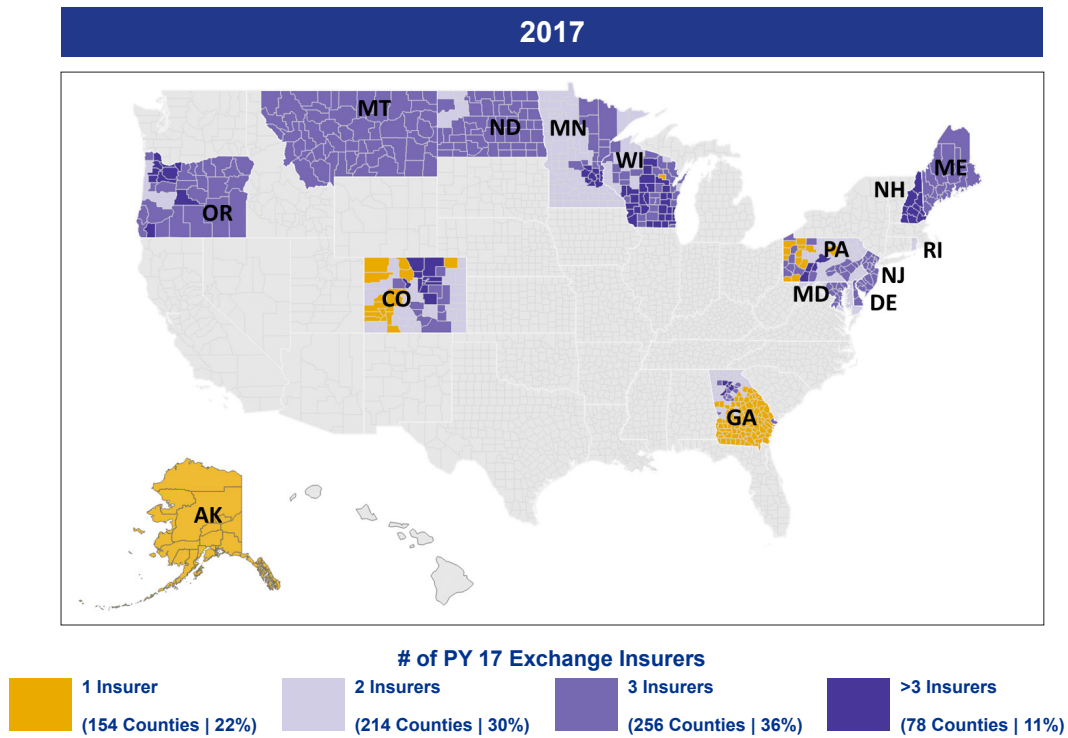 2017
MT
ND
MN
WI
ME
NH
OR
PA
RI
NJ
MD
DE
CO
GA
AK
# of PY 17 Exchange Insurers
1 Insurer
(154 Counties | 22%)
2 Insurers
(214 Counties | 30%)
3 Insurers
(256 Counties | 36%)
>3 Insurers
(78 Counties | 11%)